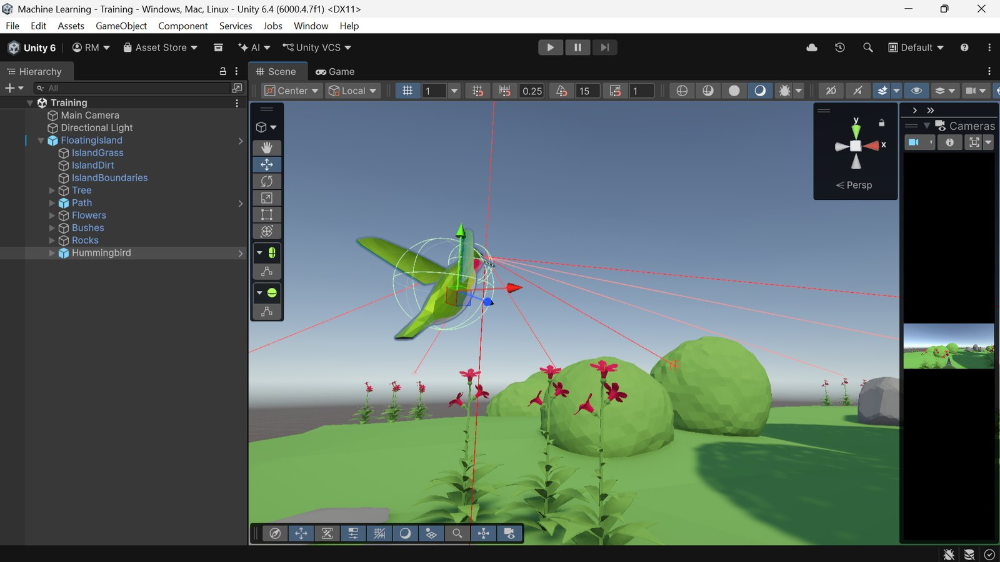 Machine Learning - Training - Windows, Mac, Linux - Unity 6.4 (6000.4.7f1) <DX11>
File Edit Assets GameObject Component Services Jobs Window Help
Unity 6 RM Asset Store AI Unity VCS Default
Hierarchy
Scene Game
All
Center Local 1 0.25 15 1 2D
Training
Main Camera
Directional Light
FloatingIsland
IslandGrass
IslandDirt
IslandBoundaries
Tree
Path
Flowers
Bushes
Rocks
Hummingbird
y
x
Persp
Cameras